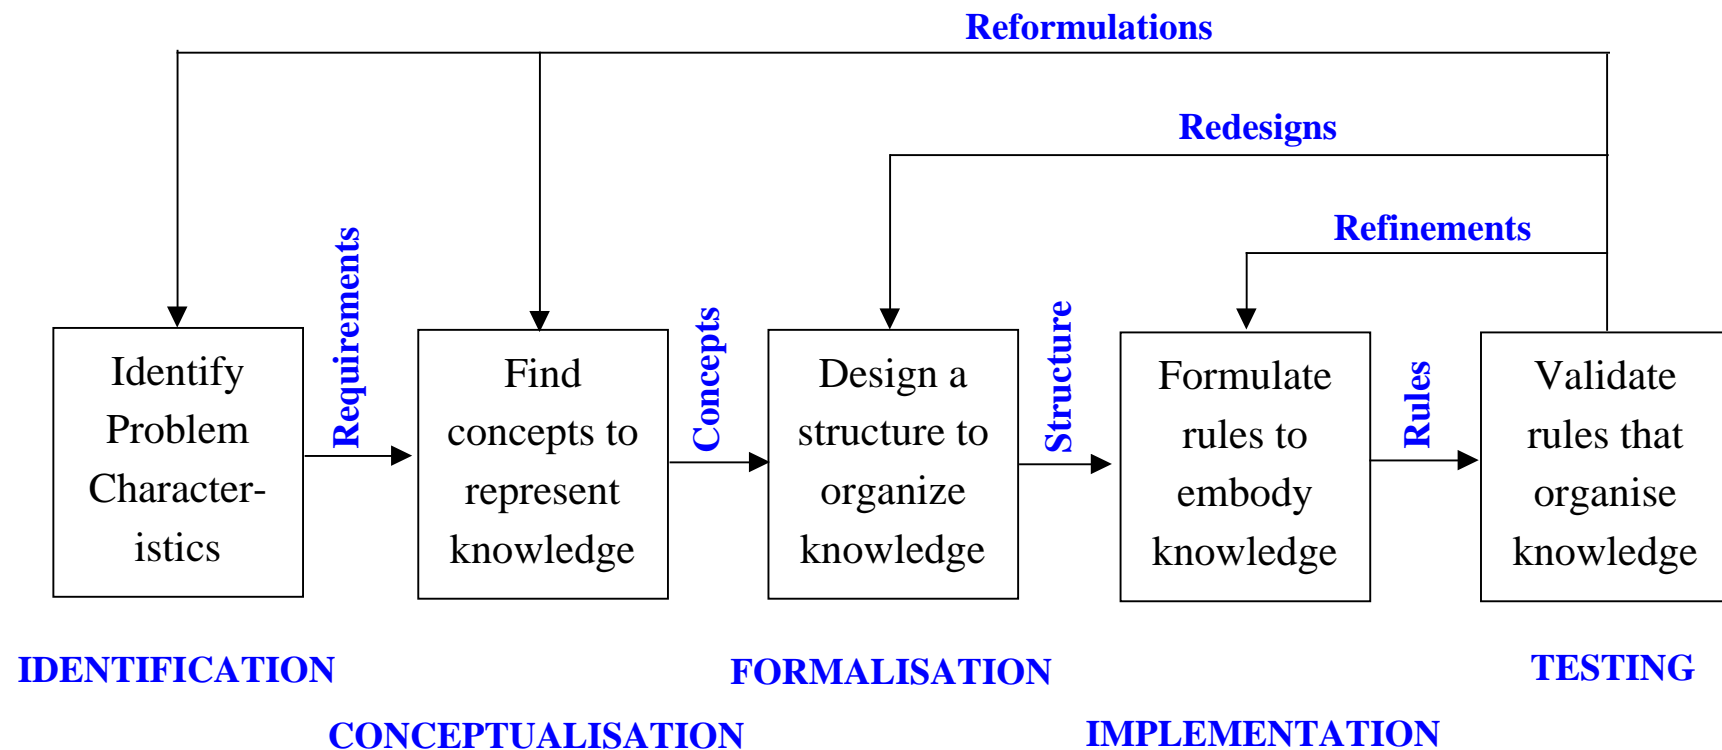 Reformulations
Redesigns
Refinements
Requirements
Concepts
Structure
Rules
Identify
Problem
Character-
istics
Find
concepts to
represent
knowledge
Design a
structure to
organize
knowledge
Formulate
rules to
embody
knowledge
Validate
rules that
organise
knowledge
IDENTIFICATION
CONCEPTUALISATION
FORMALISATION
IMPLEMENTATION
TESTING